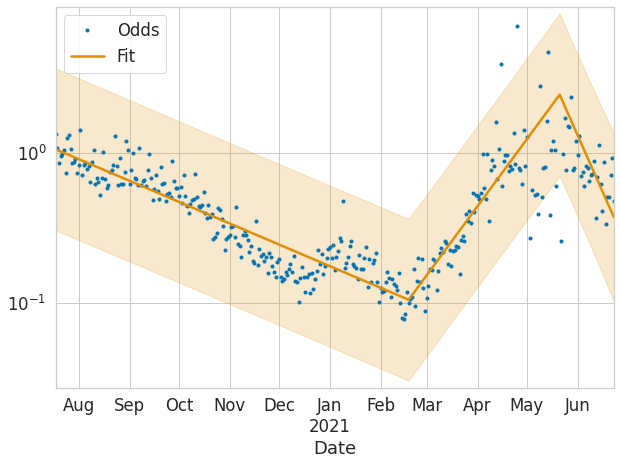 Odds
Fit
10^0
10^−1
Aug Sep Oct Nov Dec Jan Feb Mar Apr May Jun
2021
Date